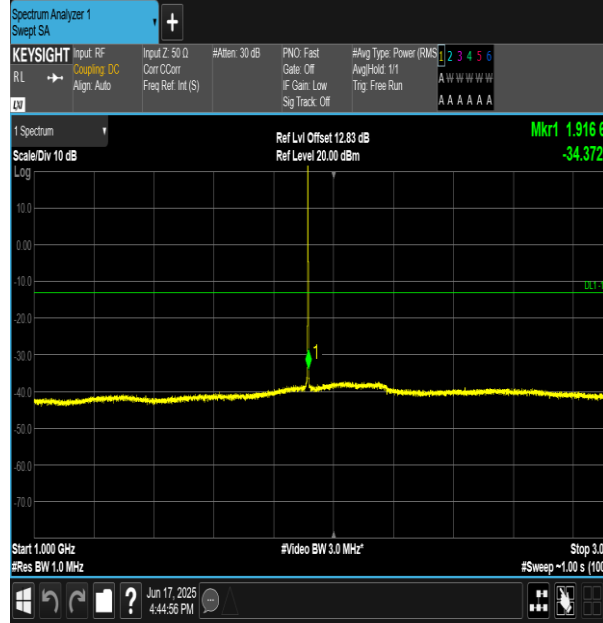 Spectrum Analyzer 1
Swept SA
+
KEYSIGHT Input: RF Input Z: 50 Ω #Atten: 30 dB PNO: Fast #Avg Type: Power (RMS 1 2 3 4 5 6
RL Coupling: DC Corr CCorr Gate: Off Avg|Hold: 1/1 A W W W W W
Align: Auto Freq Ref: Int (S) IF Gain: Low Trig: Free Run
LXI Sig Track: Off A A A A A A
1 Spectrum Ref Lvl Offset 12.83 dB Mkr1 1.916 6
Scale/Div 10 dB Ref Level 20.00 dBm -34.372
Log
10.0
0.00
-10.0
DL1 -1
-20.0
-30.0
1
-40.0
-50.0
-60.0
-70.0
Start 1.000 GHz #Video BW 3.0 MHz* Stop 3.0
#Res BW 1.0 MHz #Sweep ~1.00 s (100
? Jun 17, 2025
4:44:56 PM